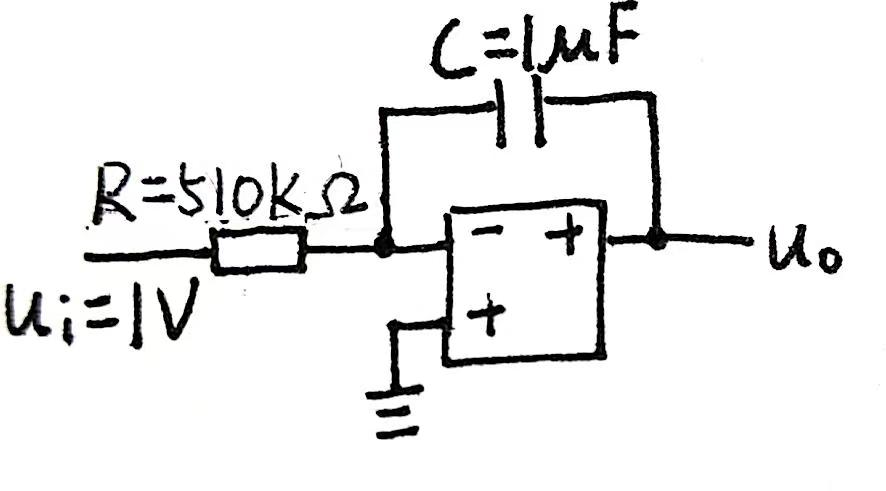 C=1μF
R=510kΩ
- +
ui=1V
uo
+